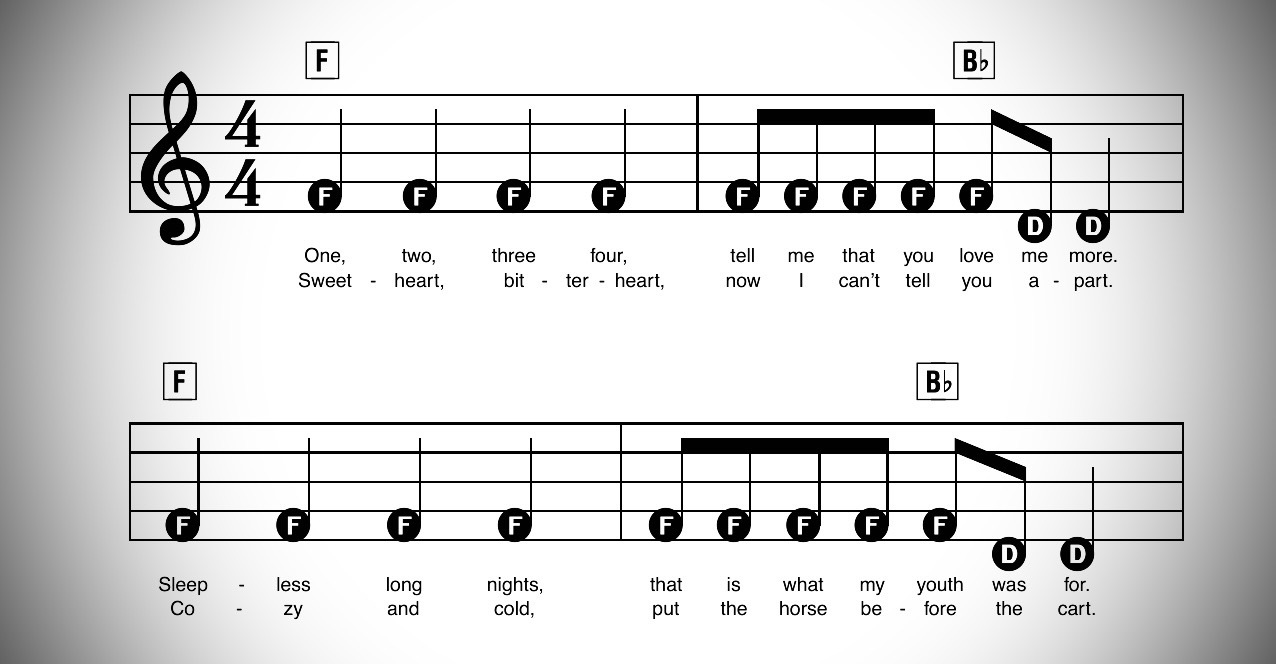 F B♭
4
4
F F F F F F F F F D D
One, two, three four, tell me that you love me more.
Sweet - heart, bit - ter - heart, now I can't tell you a - part.
F B♭
F F F F F F F F F D D
Sleep - less long nights, that is what my youth was for.
Co - zy and cold, put the horse be - fore the cart.